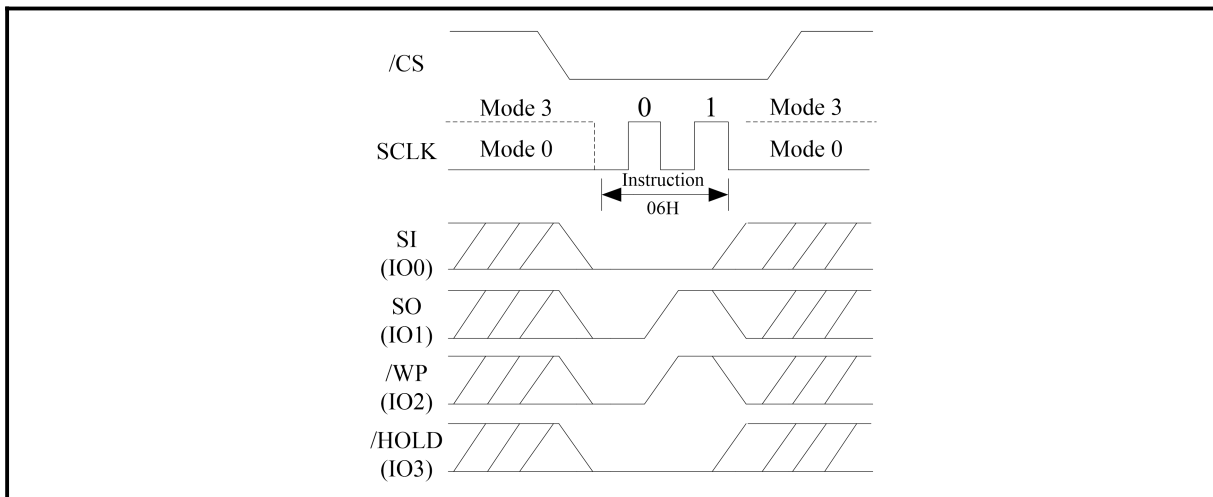 /CS
Mode 3 0 1 Mode 3
SCLK Mode 0 Mode 0
Instruction
06H
SI
(IO0)
SO
(IO1)
/WP
(IO2)
/HOLD
(IO3)